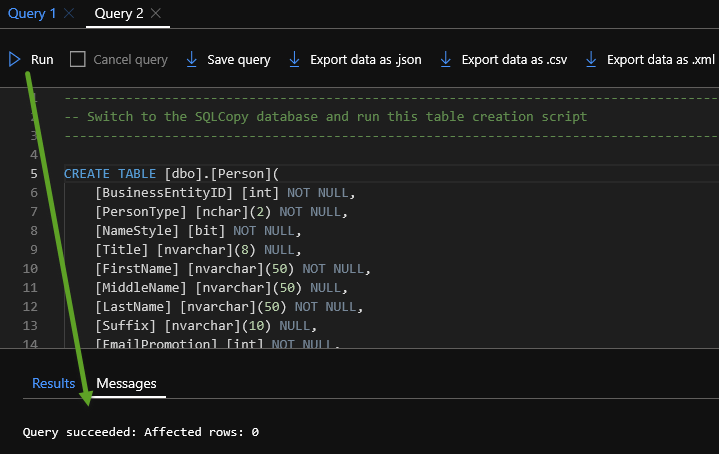 Query 1 Query 2
Run Cancel query Save query Export data as .json Export data as .csv Export data as .xml
1 --------------------------------------------------------------------------------
2 -- Switch to the SQLCopy database and run this table creation script
3 --------------------------------------------------------------------------------
4
5 CREATE TABLE [dbo].[Person](
6 [BusinessEntityID] [int] NOT NULL,
7 [PersonType] [nchar](2) NOT NULL,
8 [NameStyle] [bit] NOT NULL,
9 [Title] [nvarchar](8) NULL,
10 [FirstName] [nvarchar](50) NOT NULL,
11 [MiddleName] [nvarchar](50) NULL,
12 [LastName] [nvarchar](50) NOT NULL,
13 [Suffix] [nvarchar](10) NULL,
14 [EmailPromotion] [int] NOT NULL,
Results Messages
Query succeeded: Affected rows: 0